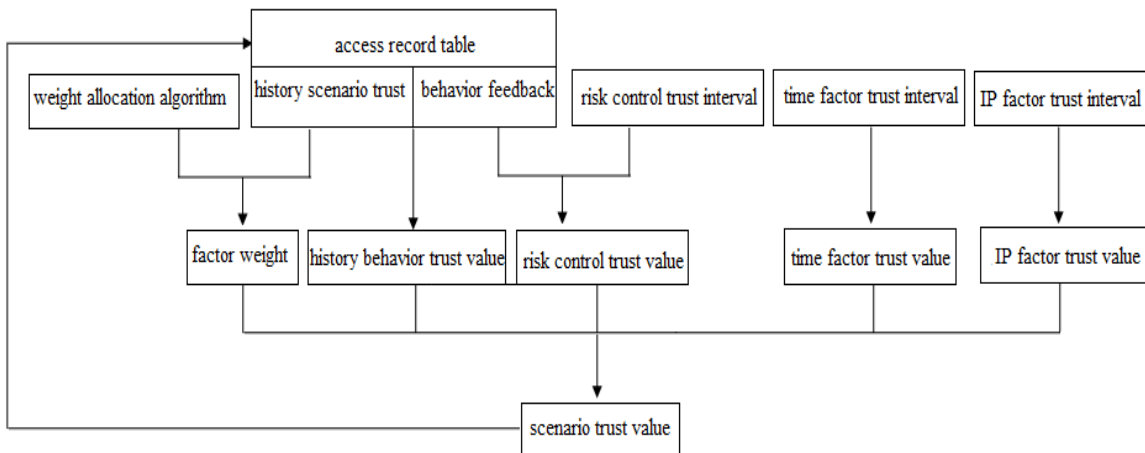 access record table
weight allocation algorithm
history scenario trust
behavior feedback
risk control trust interval
time factor trust interval
IP factor trust interval
factor weight
history behavior trust value
risk control trust value
time factor trust value
IP factor trust value
scenario trust value